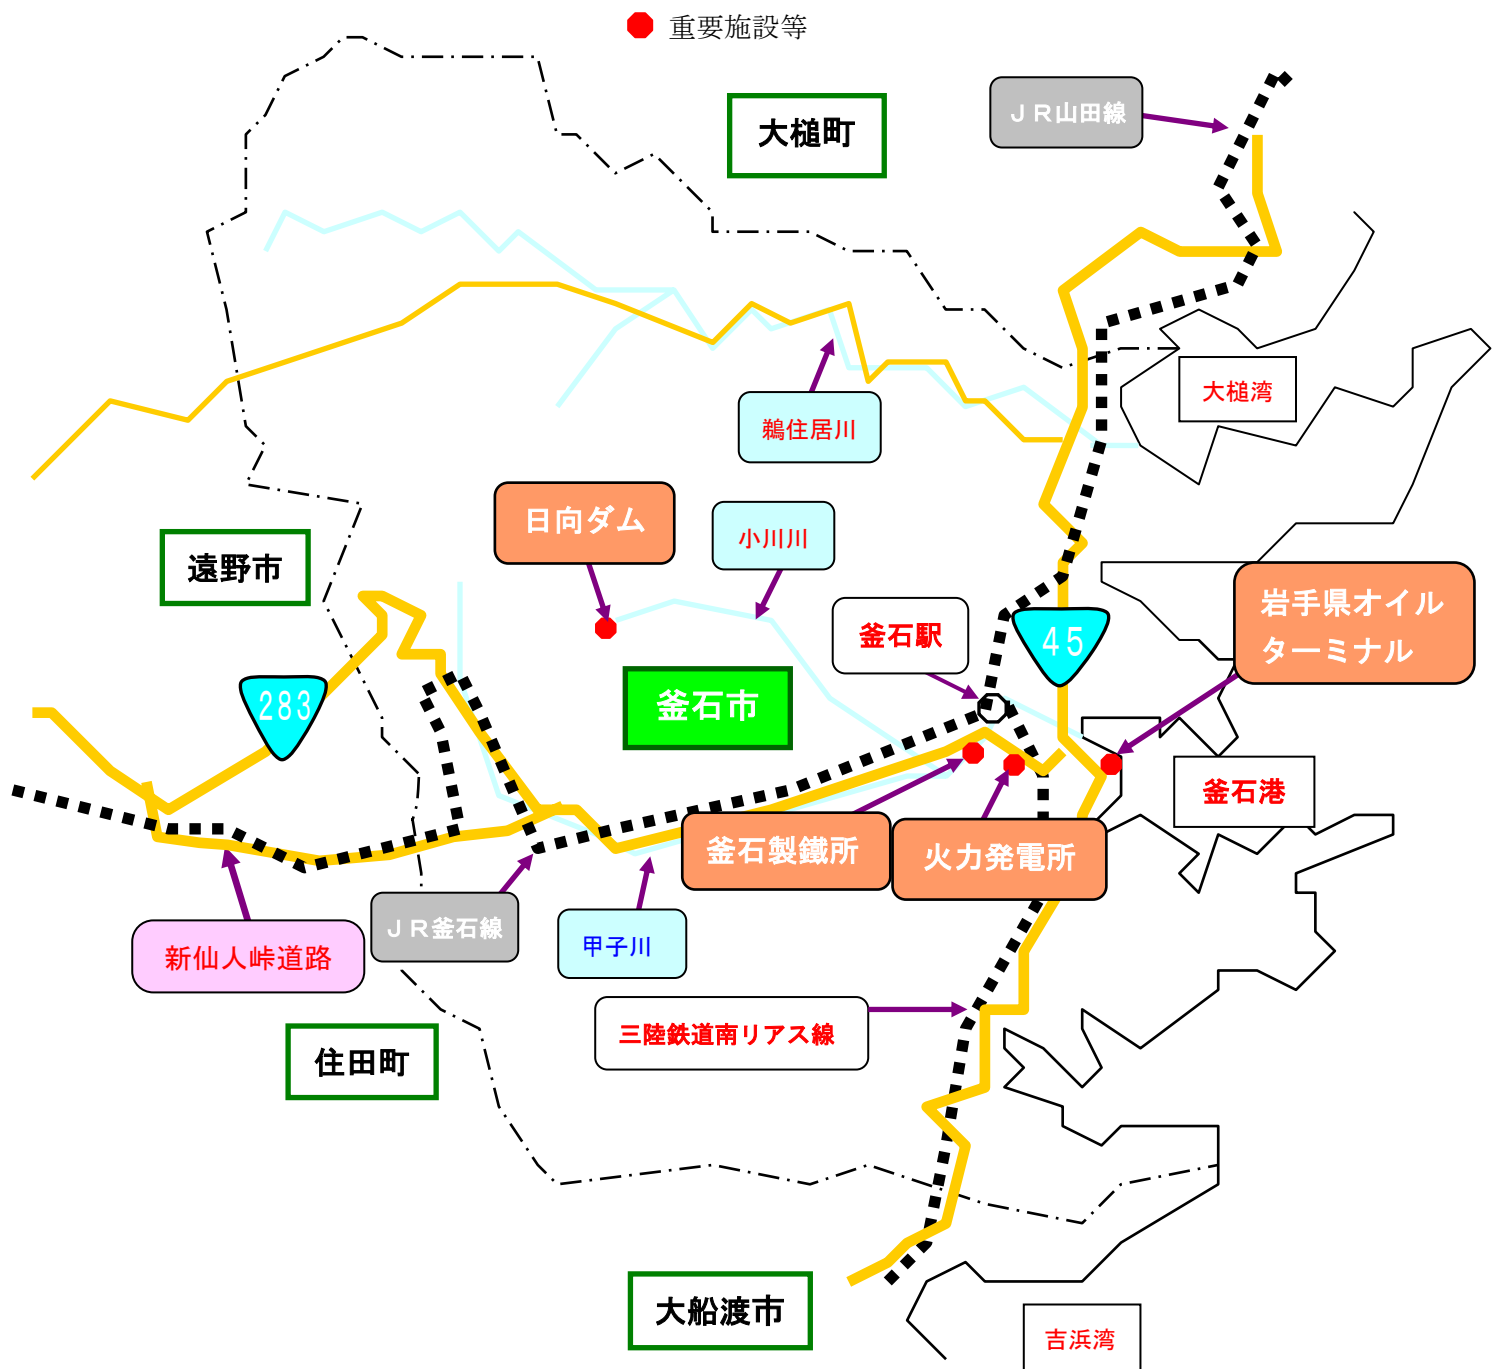 重要施設等
大槌町
ＪＲ山田線
大槌湾
鵜住居川
日向ダム
小川川
遠野市
釜石駅
45
岩手県オイル
ターミナル
釜石市
283
釜石港
釜石製鐵所
火力発電所
ＪＲ釜石線
甲子川
新仙人峠道路
三陸鉄道南リアス線
住田町
大船渡市
吉浜湾